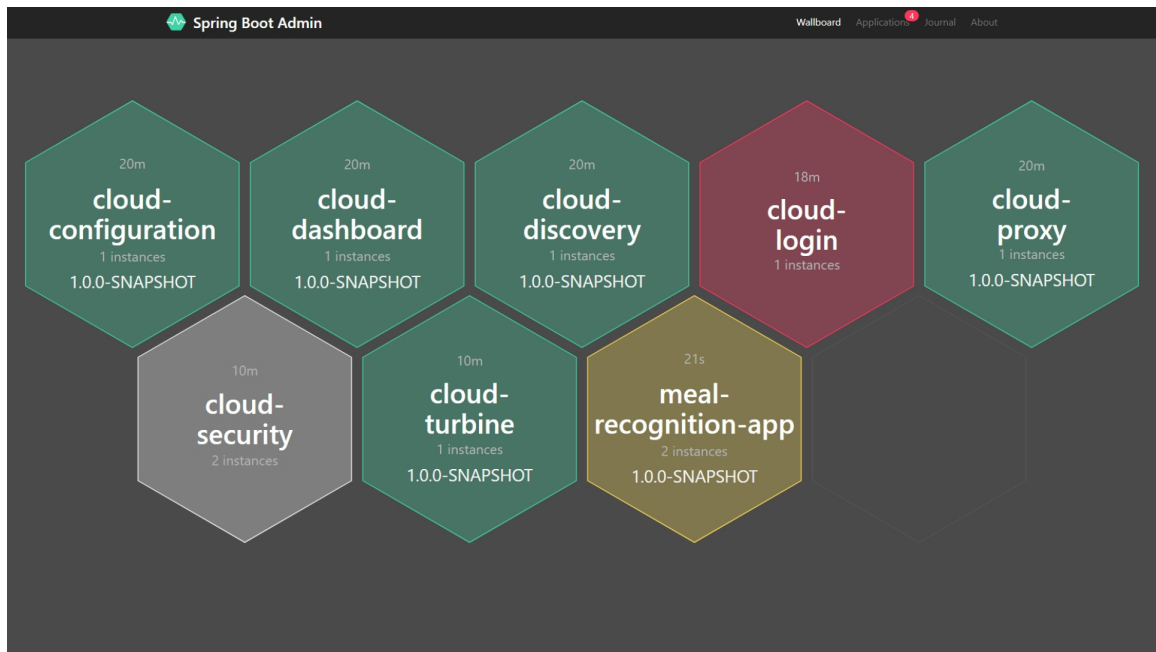 Spring Boot Admin
Wallboard Applications 4 Journal About
20m
cloud-
configuration
1 instances
1.0.0-SNAPSHOT
20m
cloud-
dashboard
1 instances
1.0.0-SNAPSHOT
20m
cloud-
discovery
1 instances
1.0.0-SNAPSHOT
18m
cloud-
login
1 instances
20m
cloud-
proxy
1 instances
1.0.0-SNAPSHOT
10m
cloud-
security
2 instances
10m
cloud-
turbine
1 instances
1.0.0-SNAPSHOT
21s
meal-
recognition-app
2 instances
1.0.0-SNAPSHOT